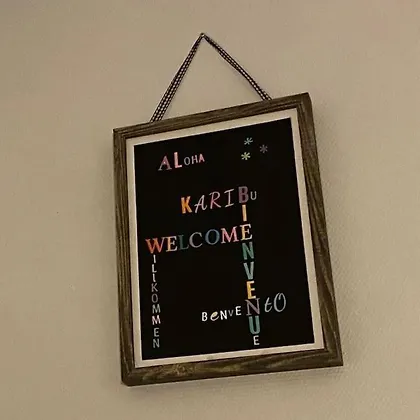 ALOHA
KARIBU
BIENVENUE
WELCOME
WILLKOMMEN
BeNVENUtO